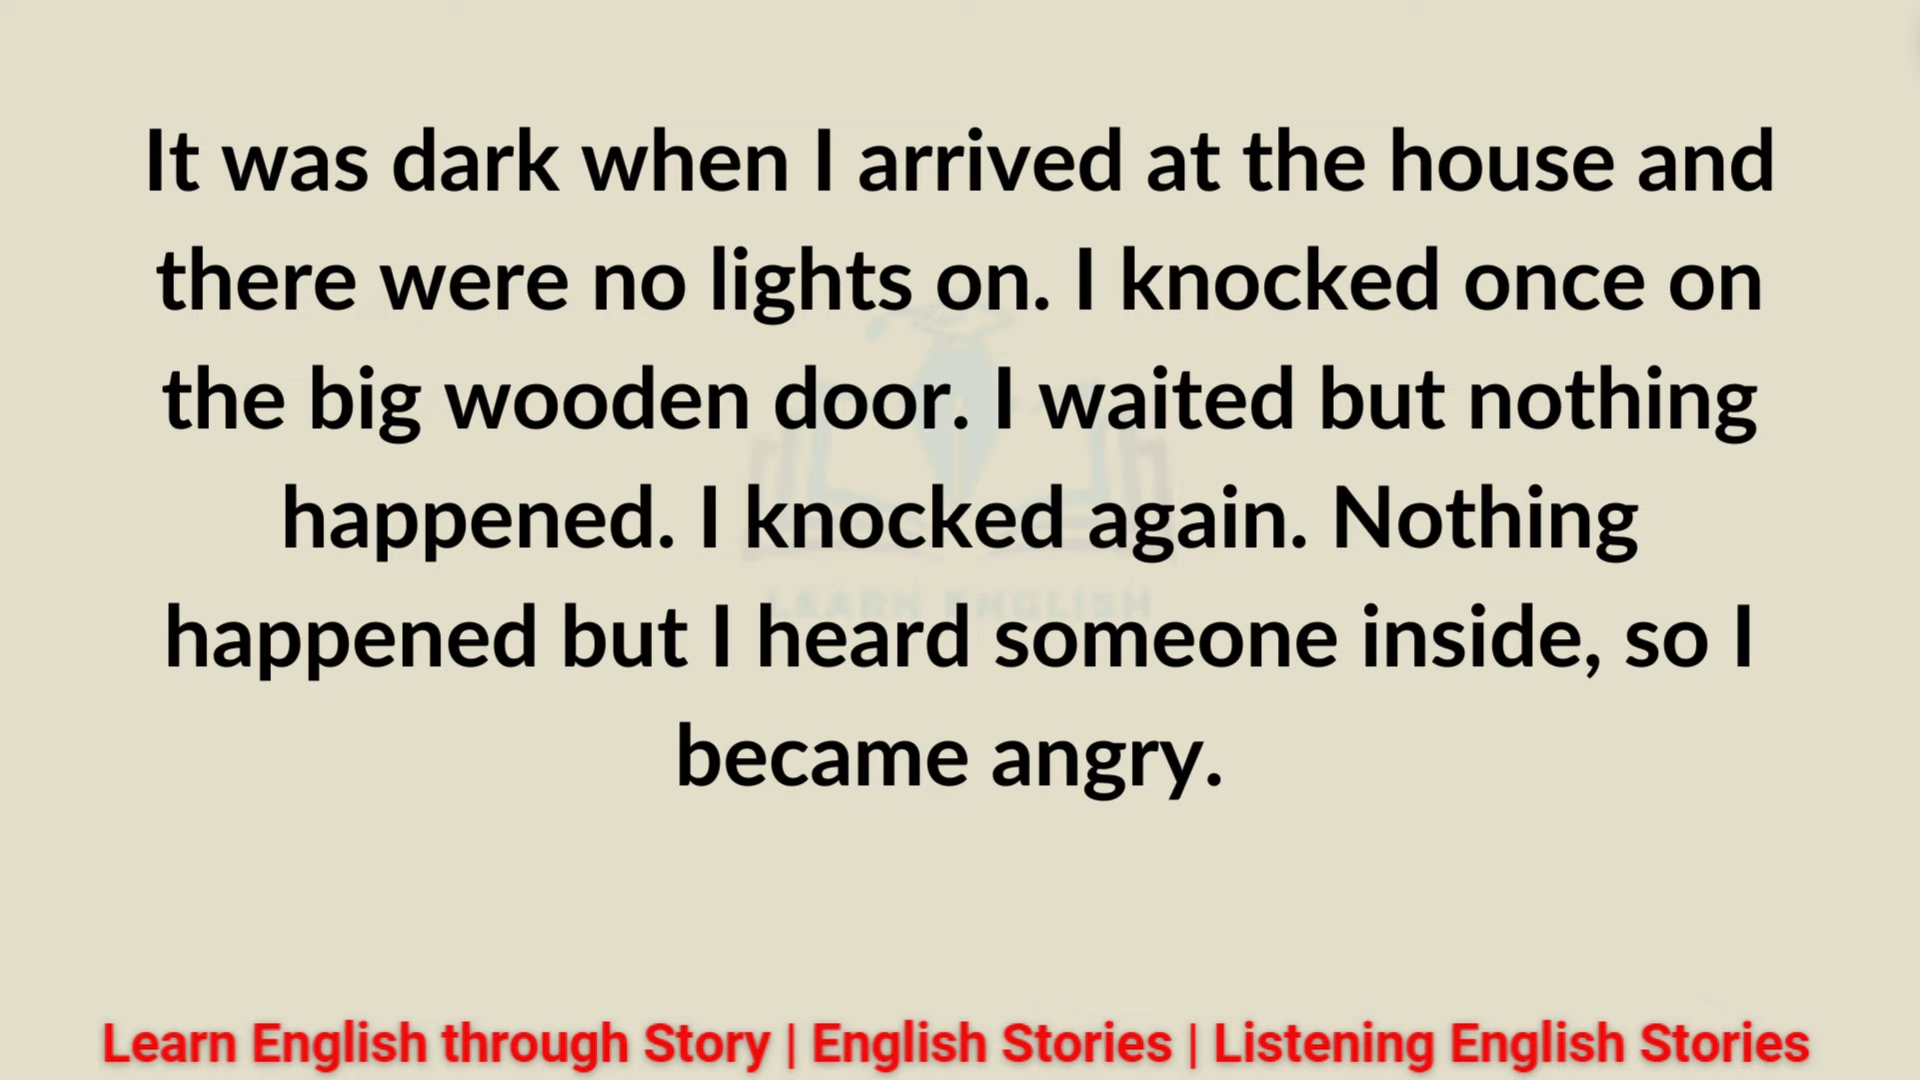 It was dark when I arrived at the house and
there were no lights on. I knocked once on
the big wooden door. I waited but nothing
happened. I knocked again. Nothing
happened but I heard someone inside, so I
became angry.
LEARN ENGLISH
Learn English through Story | English Stories | Listening English Stories